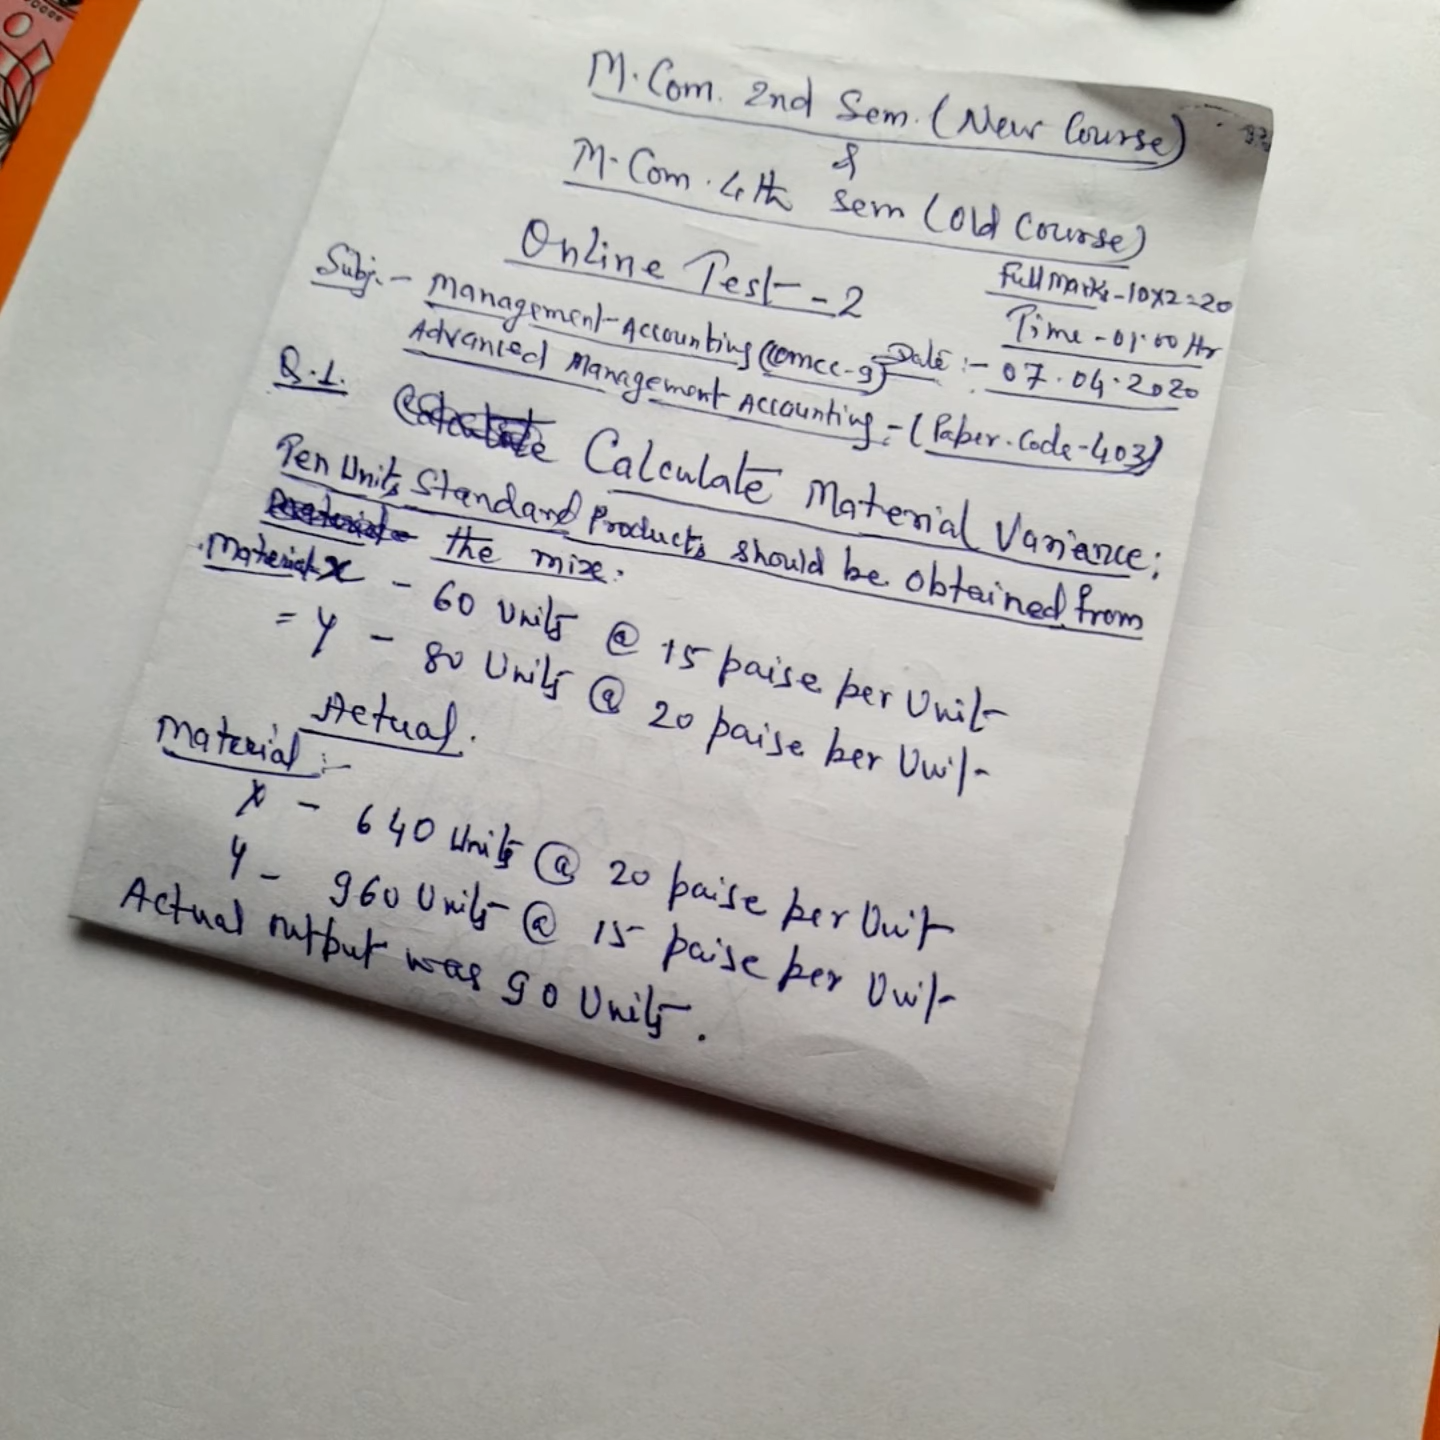 M.Com. 2nd Sem. (New Course)
&
M.Com. 4th Sem (Old Course)
Online Test - 2
Full Marks - 10x2=20
Time - 01.00 Hr
Subj. - Management Accounting (COMCC-9) Date :- 07.04.2020
Advanced Management Accounting - (Paper. Code-403)
Q.1. Calculate Material Variance:
Ten Units Standard Products should be obtained from
the mix:
Material X - 60 Units @ 15 paise per Unit
= Y - 80 Units @ 20 paise per Unit
Actual.
Material :-
X - 640 Units @ 20 paise per Unit
Y - 960 Units @ 15 paise per Unit
Actual output was 90 Units.